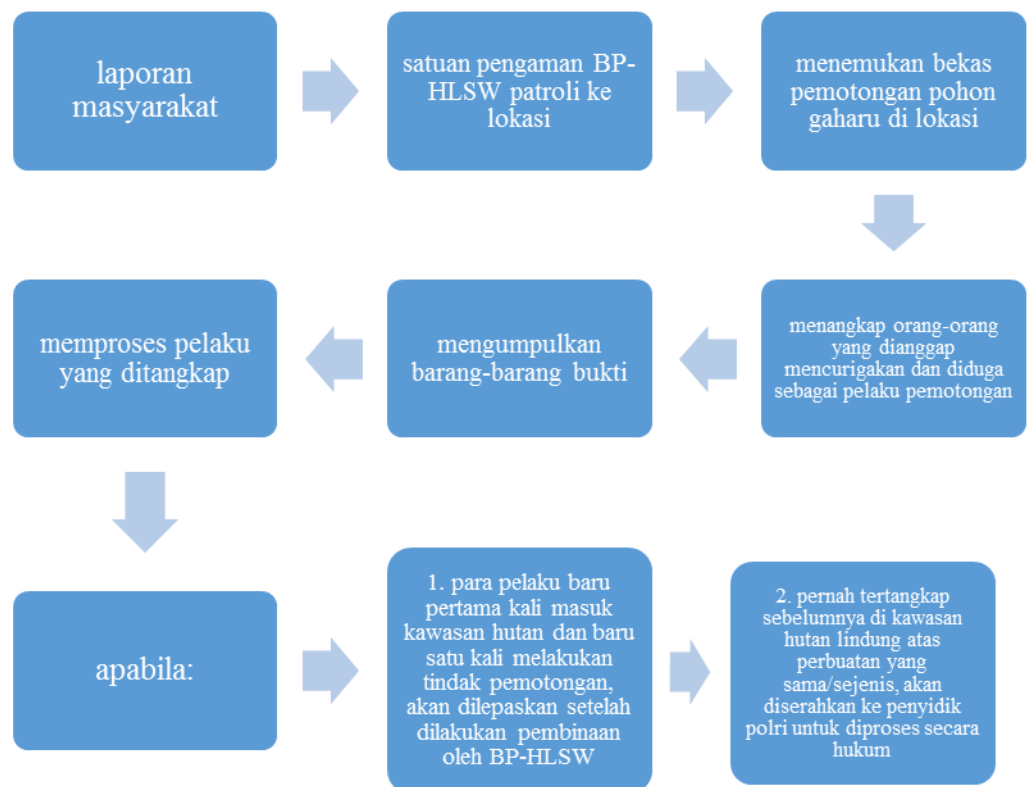 laporan
masyarakat
satuan pengaman BP-
HLSW patroli ke
lokasi
menemukan bekas
pemotongan pohon
gaharu di lokasi
menangkap orang-orang
yang dianggap
mencurigakan dan diduga
sebagai pelaku pemotongan
mengumpulkan
barang-barang bukti
memproses pelaku
yang ditangkap
apabila:
1. para pelaku baru
pertama kali masuk
kawasan hutan dan baru
satu kali melakukan
tindak pemotongan,
akan dilepaskan setelah
dilakukan pembinaan
oleh BP-HLSW
2. pernah tertangkap
sebelumnya di kawasan
hutan lindung atas
perbuatan yang
sama/sejenis, akan
diserahkan ke penyidik
polri untuk diproses secara
hukum